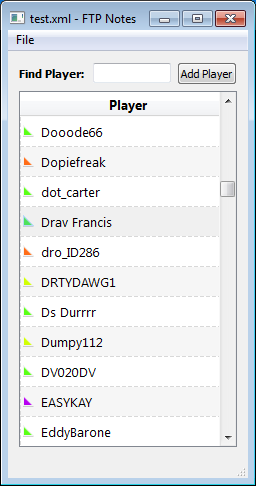 test.xml - FTP Notes
File
Find Player:
Add Player
Player
Dooode66
Dopiefreak
dot_carter
Drav Francis
dro_ID286
DRTYDAWG1
Ds Durrrr
Dumpy112
DV020DV
EASYKAY
EddyBarone